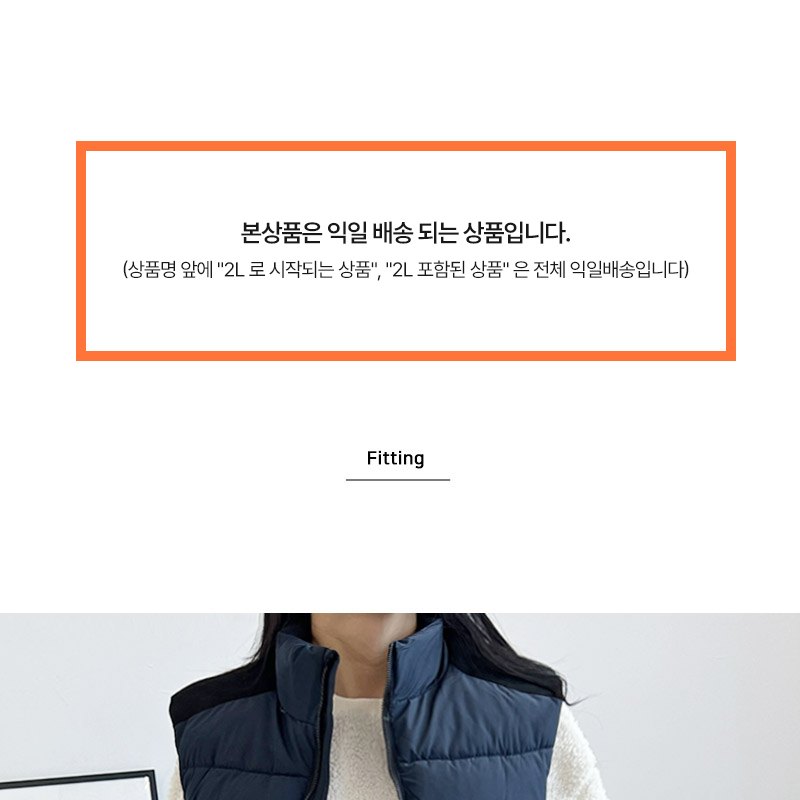 본상품은 익일 배송 되는 상품입니다.
(상품명 앞에 "2L 로 시작되는 상품", "2L 포함된 상품" 은 전체 익일배송입니다)
Fitting